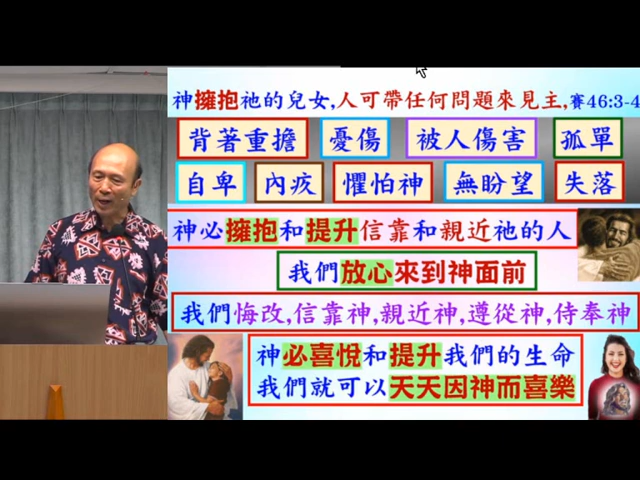 神擁抱祂的兒女,人可帶任何問題來見主,賽46:3-4
背著重擔 憂傷 被人傷害 孤單
自卑 內疚 懼怕神 無盼望 失落
神必擁抱和提升信靠和親近祂的人
我們放心來到神面前
我們悔改,信靠神,親近神,遵從神,侍奉神
神必喜悅和提升我們的生命
我們就可以天天因神而喜樂